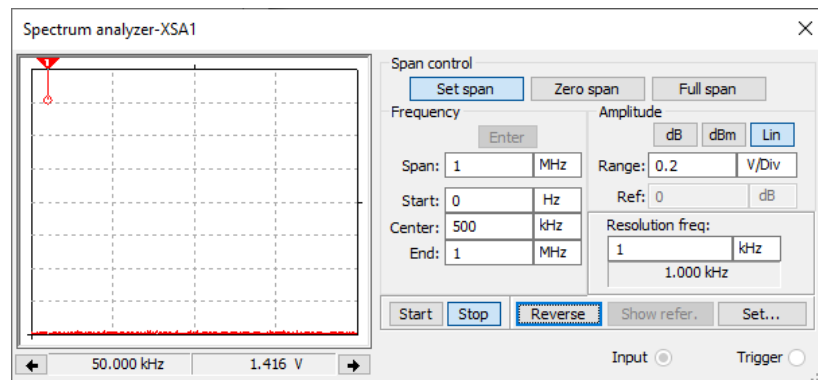 Spectrum analyzer-XSA1
1
Span control
Set span Zero span Full span
Frequency
Enter
Span: 1 MHz
Start: 0 Hz
Center: 500 kHz
End: 1 MHz
Amplitude
dB dBm Lin
Range: 0.2 V/Div
Ref: 0 dB
Resolution freq:
1 kHz
1.000 kHz
Start Stop Reverse Show refer. Set...
50.000 kHz 1.416 V
Input Trigger